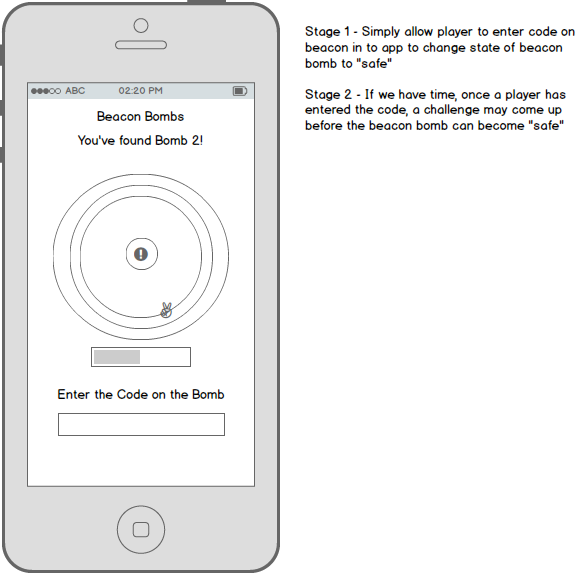 ABC 02:20 PM
Beacon Bombs
You've found Bomb 2!
Enter the Code on the Bomb
Stage 1 - Simply allow player to enter code on
beacon in to app to change state of beacon
bomb to "safe"
Stage 2 - If we have time, once a player has
entered the code, a challenge may come up
before the beacon bomb can become "safe"